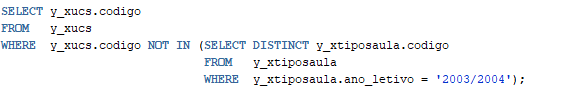 SELECT y_xucs.codigo
FROM y_xucs
WHERE y_xucs.codigo NOT IN (SELECT DISTINCT y_xtiposaula.codigo
FROM y_xtiposaula
WHERE y_xtiposaula.ano_letivo = '2003/2004');